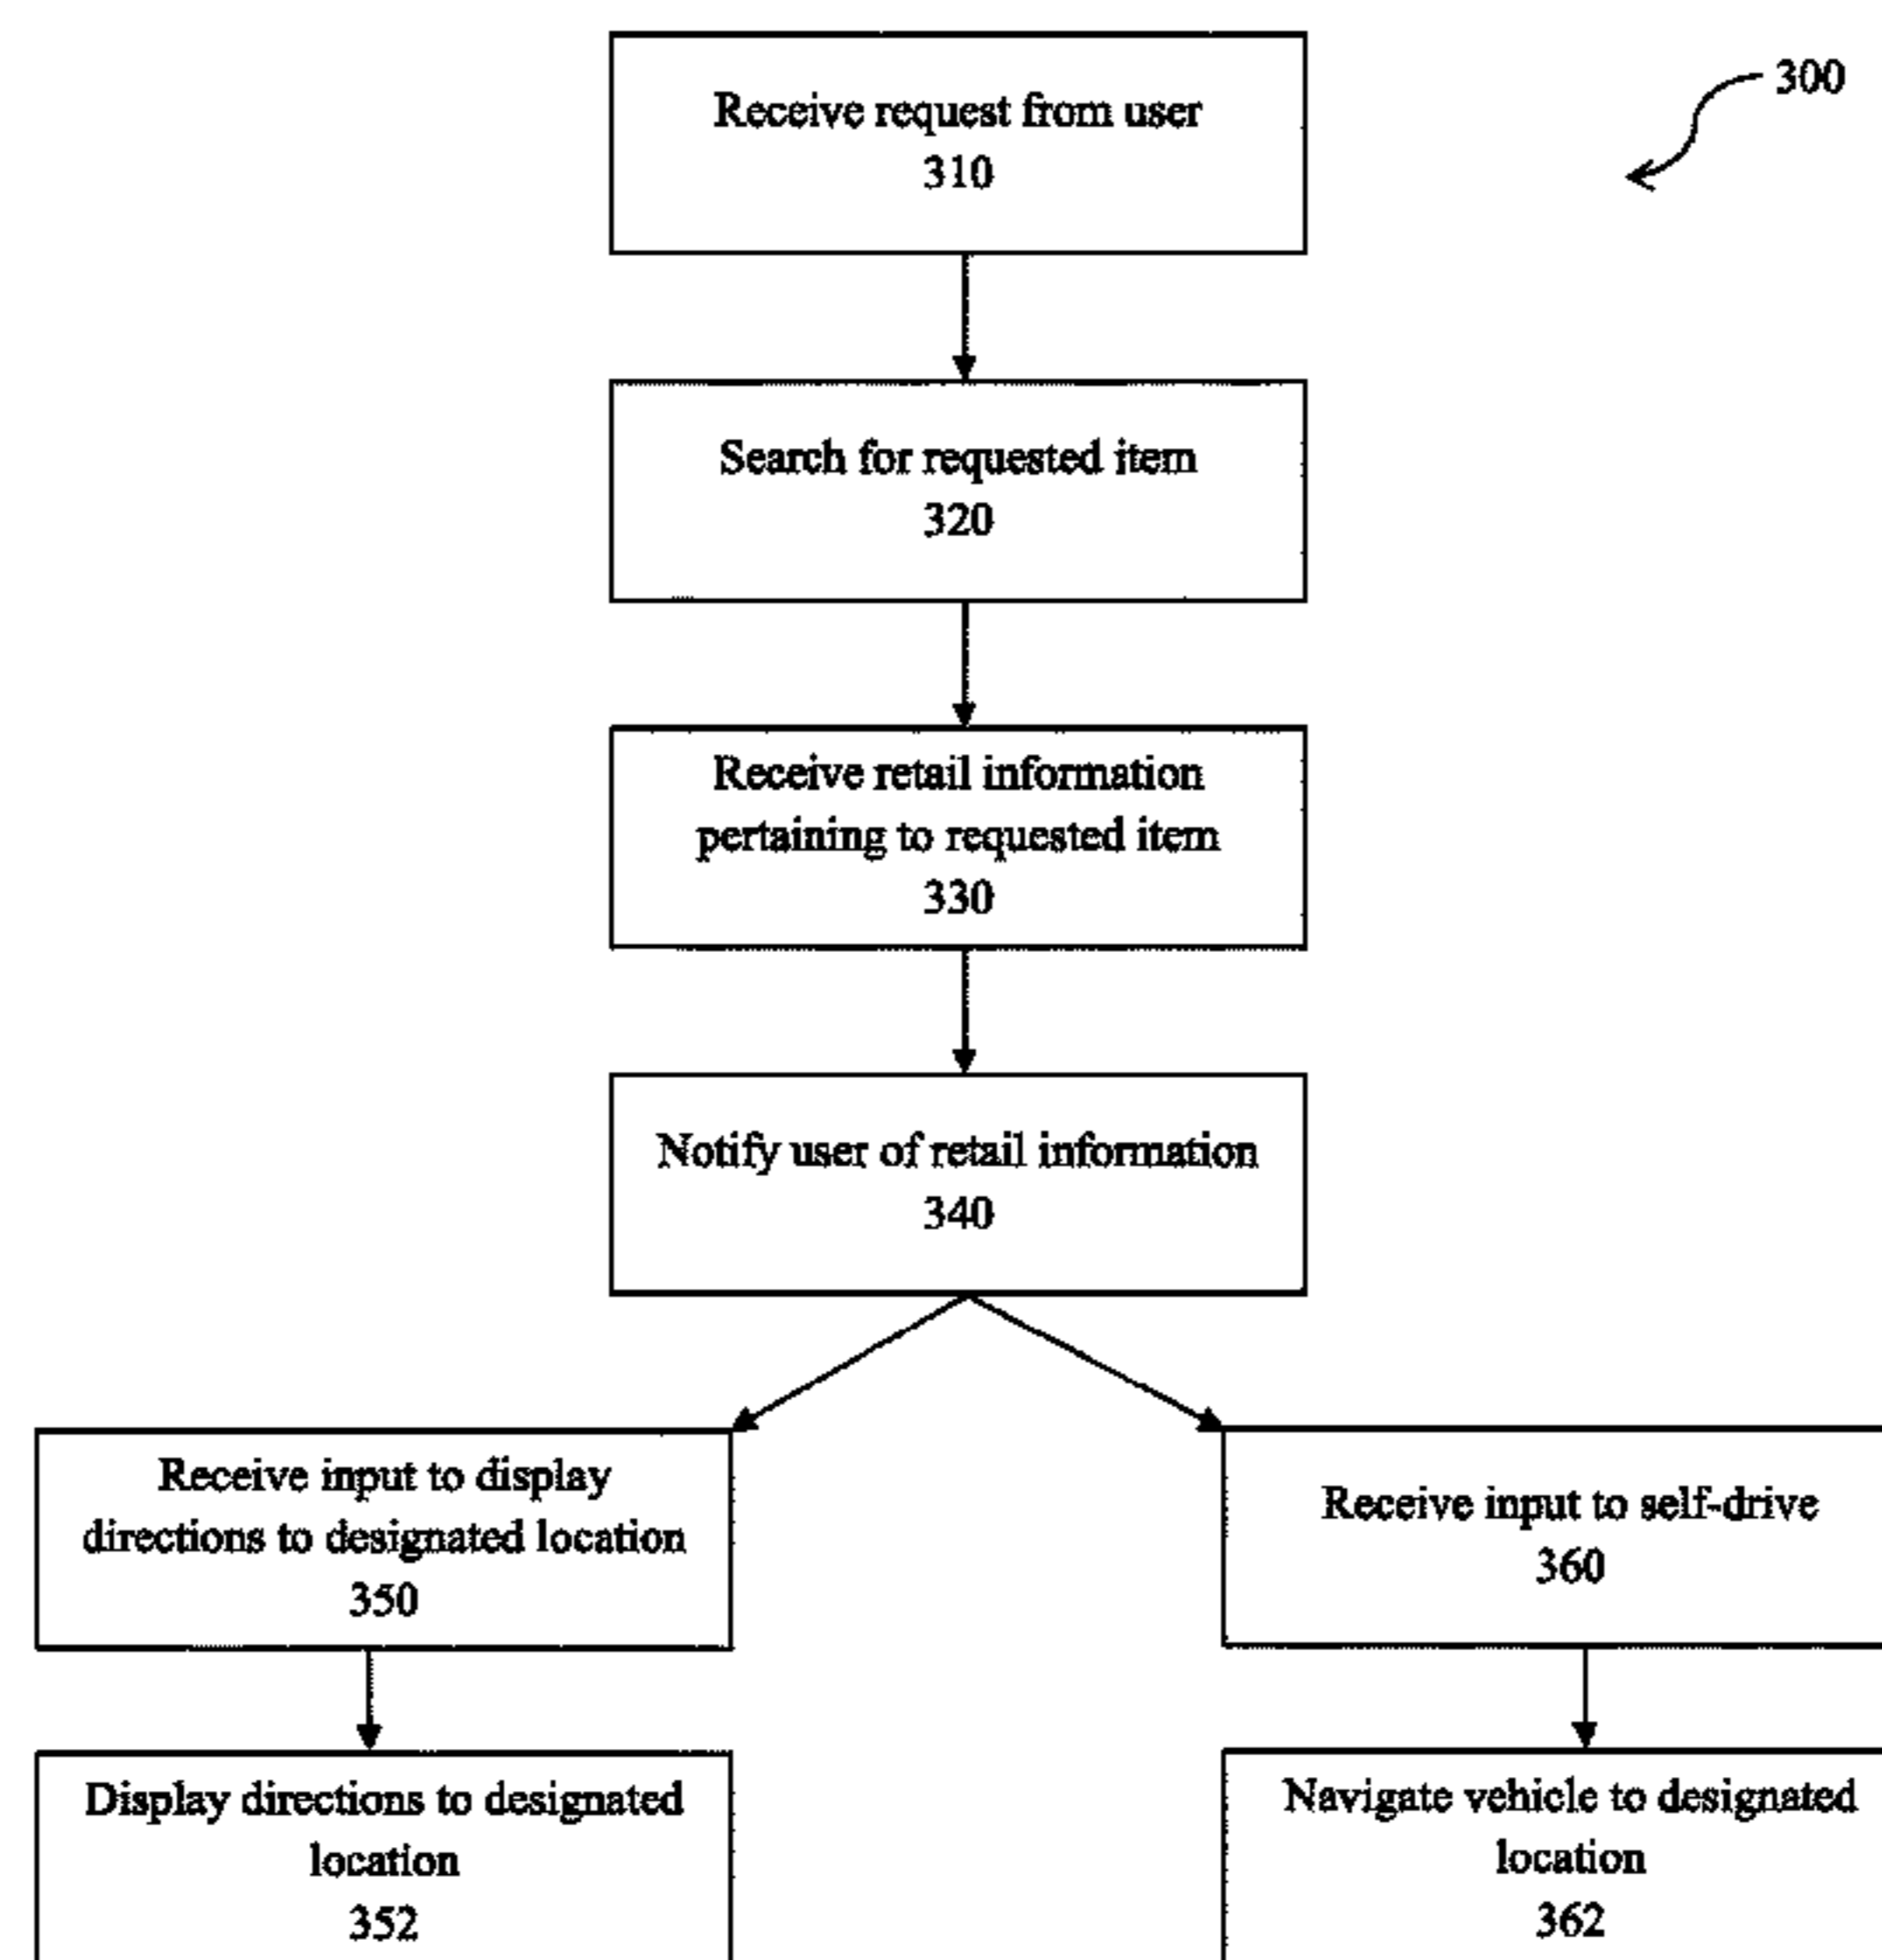 300
Receive request from user
310
Search for requested item
320
Receive retail information
pertaining to requested item
330
Notify user of retail information
340
Receive input to display
directions to designated location
350
Receive input to self-drive
360
Display directions to designated
location
352
Navigate vehicle to designated
location
362